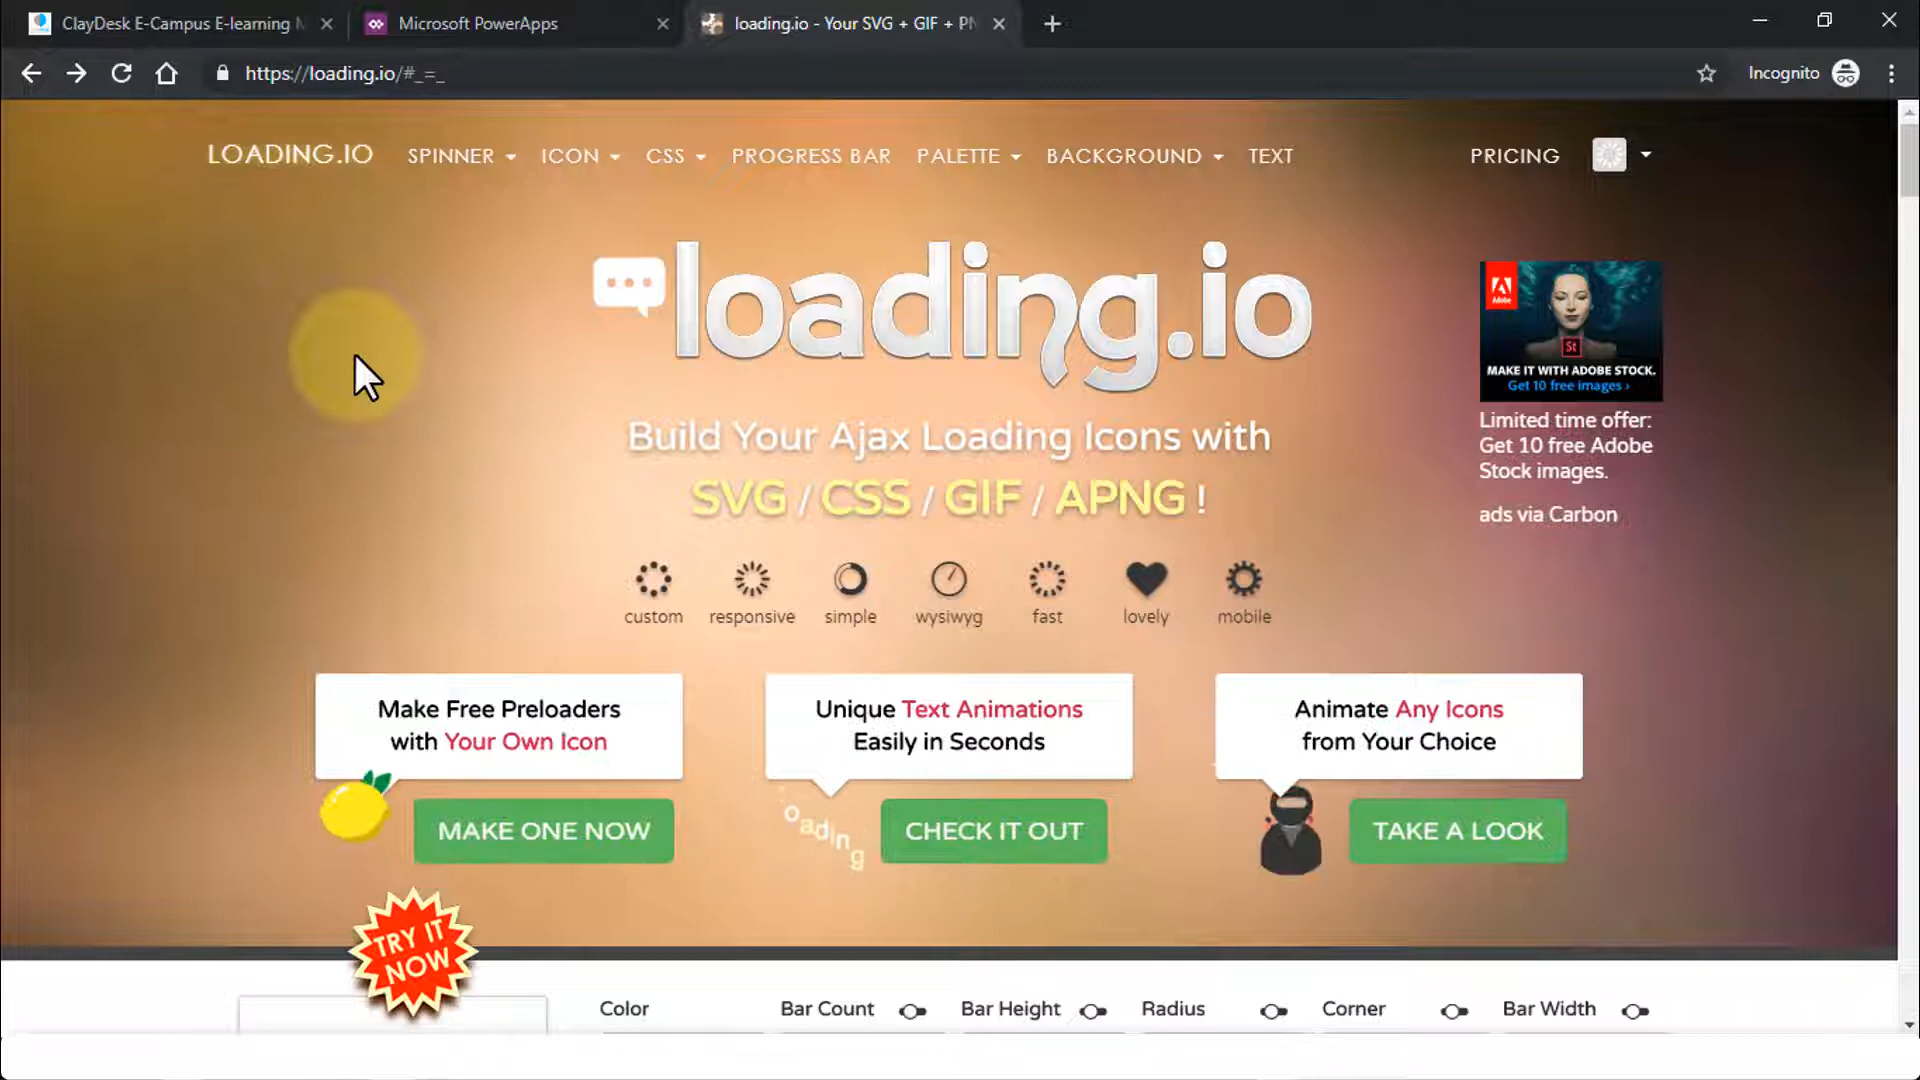 ClayDesk E-Campus E-learning
Microsoft PowerApps
loading.io - Your SVG + GIF + PN
https://loading.io/#_=_
Incognito
LOADING.IO
SPINNER
ICON
CSS
PROGRESS BAR
PALETTE
BACKGROUND
TEXT
PRICING
loading.io
Build Your Ajax Loading Icons with
SVG / CSS / GIF / APNG !
custom
responsive
simple
wysiwyg
fast
lovely
mobile
Adobe
St
MAKE IT WITH ADOBE STOCK.
Get 10 free images ›
Limited time offer:
Get 10 free Adobe
Stock images.
ads via Carbon
Make Free Preloaders
with Your Own Icon
MAKE ONE NOW
Unique Text Animations
Easily in Seconds
oading
CHECK IT OUT
Animate Any Icons
from Your Choice
TAKE A LOOK
TRY IT
NOW
Color
Bar Count
Bar Height
Radius
Corner
Bar Width